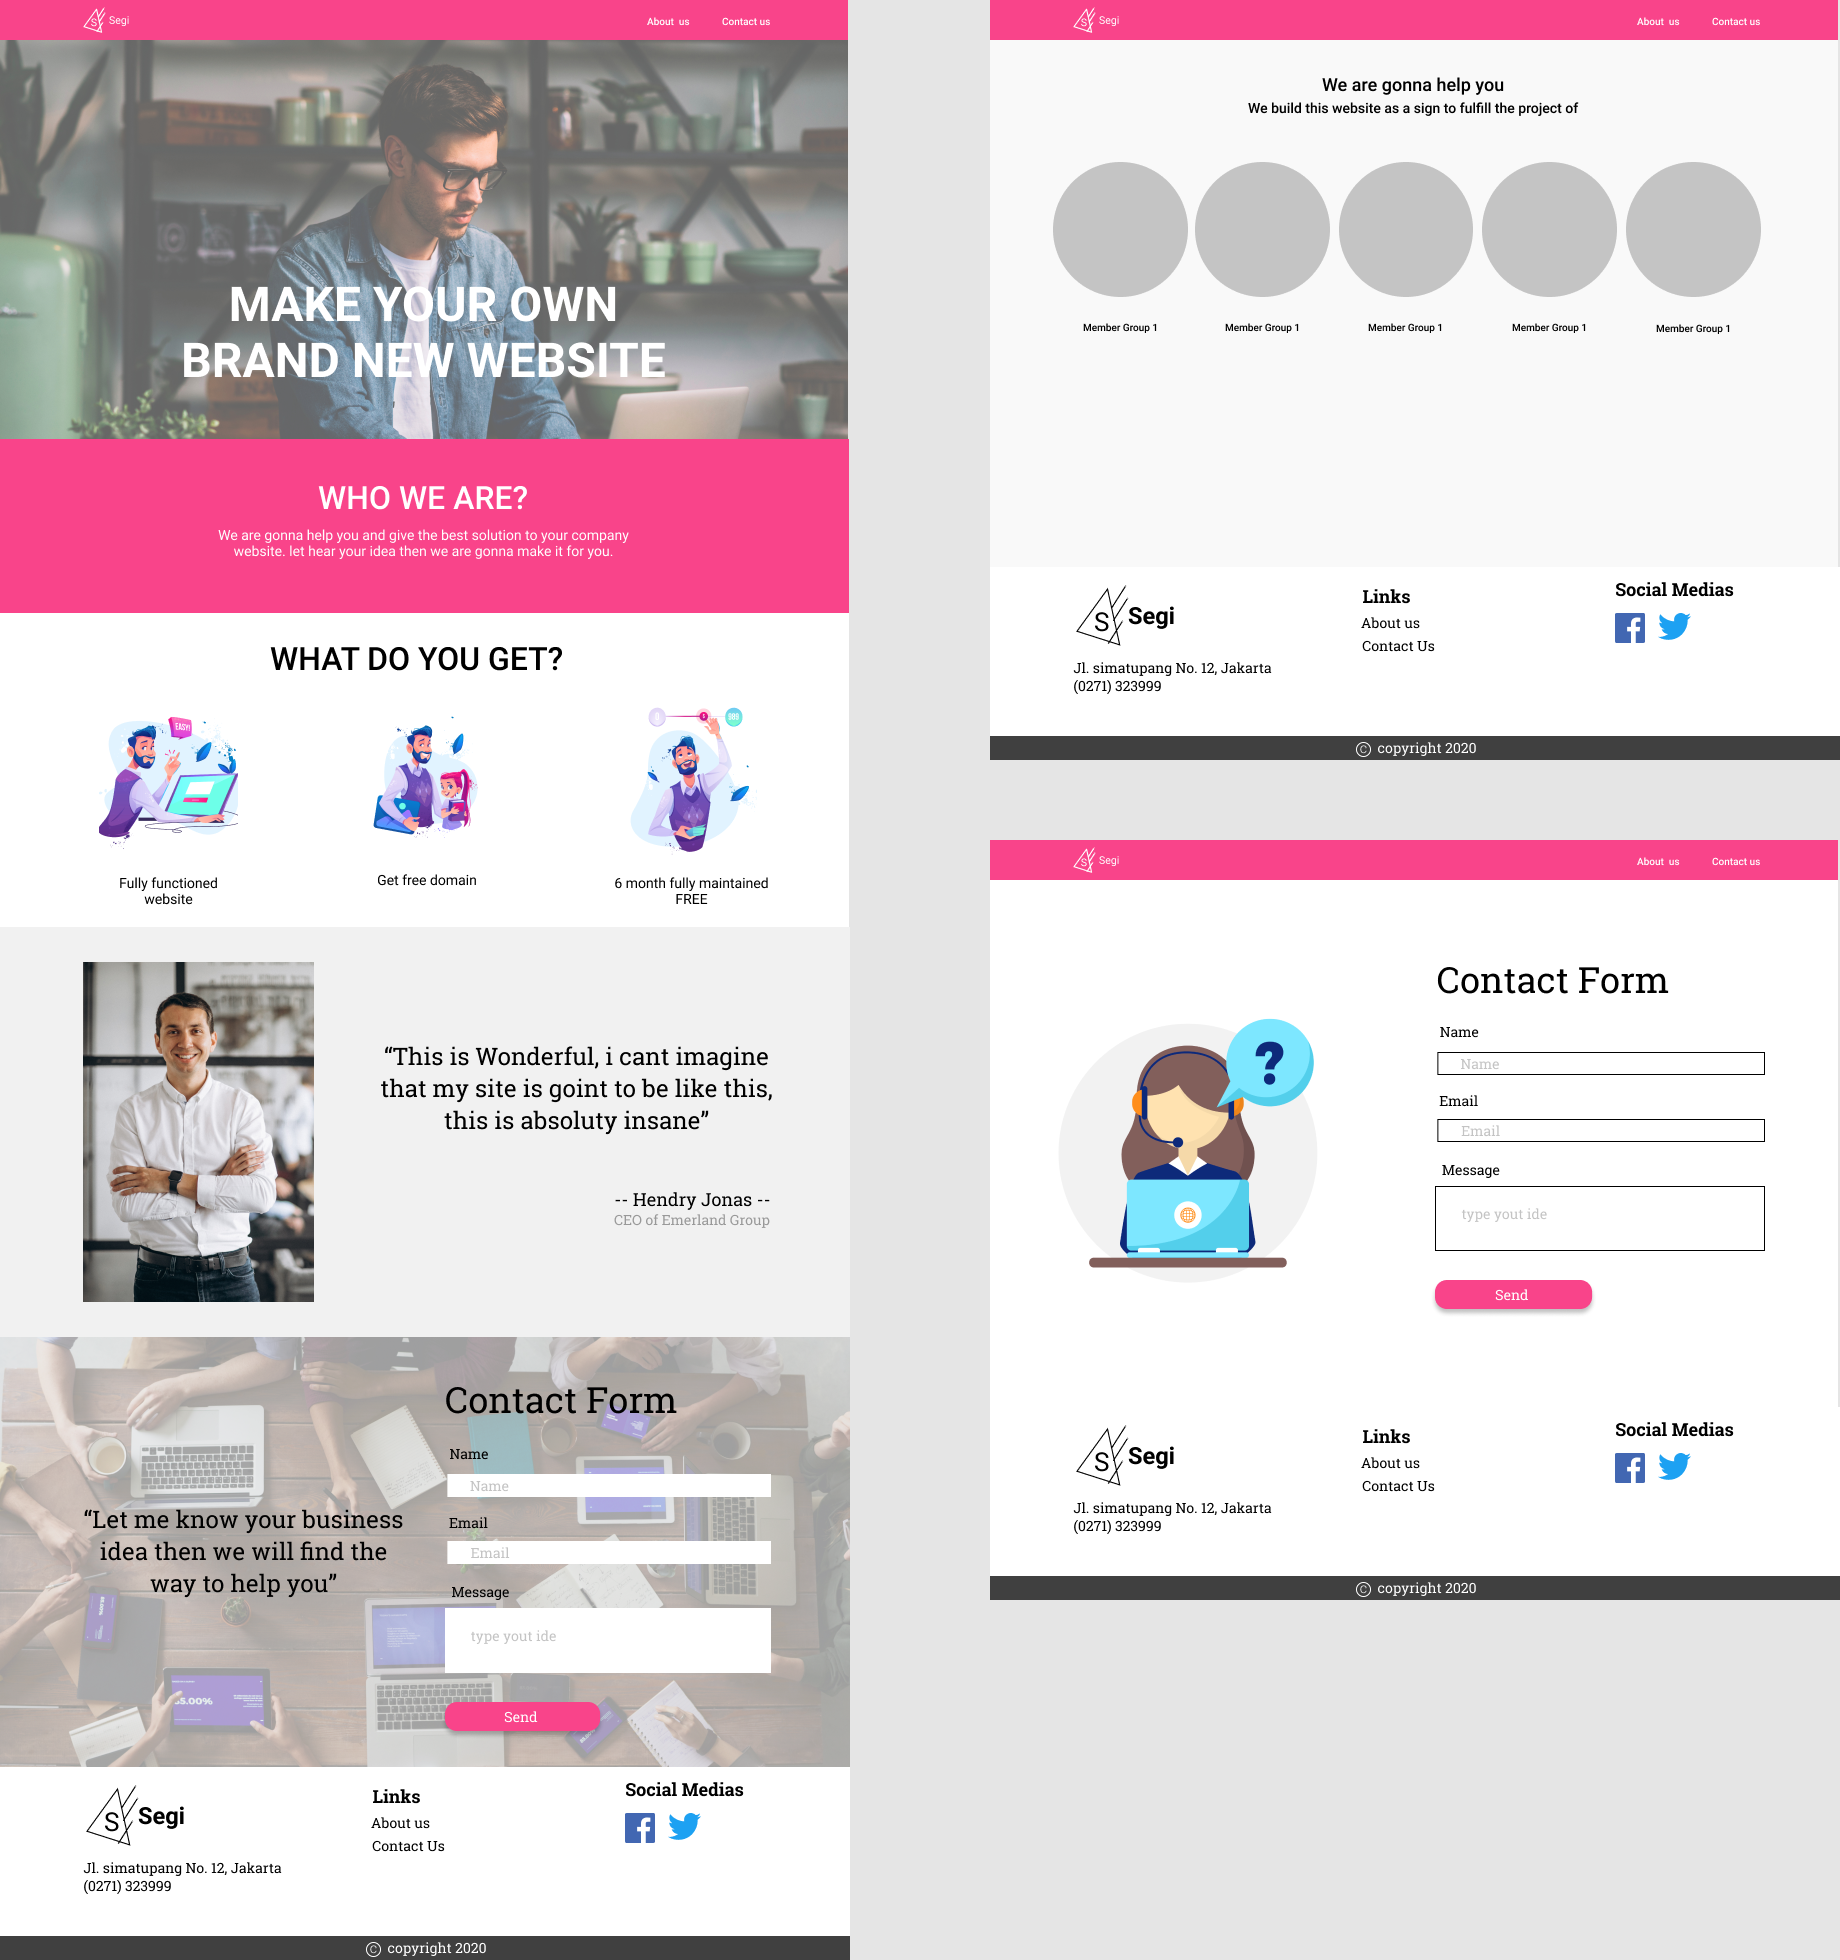 S
Segi
About us
Contact us
MAKE YOUR OWN
BRAND NEW WEBSITE
WHO WE ARE?
We are gonna help you and give the best solution to your company
website. let hear your idea then we are gonna make it for you.
WHAT DO YOU GET?
EASY!
999
Fully functioned
website
Get free domain
6 month fully maintained
FREE
“This is Wonderful, i cant imagine
that my site is goint to be like this,
this is absoluty insane”
-- Hendry Jonas --
CEO of Emerland Group
“Let me know your business
idea then we will find the
way to help you”
Contact Form
Name
Name
Email
Email
Message
type yout ide
Send
S
Segi
Jl. simatupang No. 12, Jakarta
(0271) 323999
Links
About us
Contact Us
Social Medias
© copyright 2020
S
Segi
About us
Contact us
We are gonna help you
We build this website as a sign to fulfill the project of
Member Group 1
Member Group 1
Member Group 1
Member Group 1
Member Group 1
S
Segi
Jl. simatupang No. 12, Jakarta
(0271) 323999
Links
About us
Contact Us
Social Medias
© copyright 2020
S
Segi
About us
Contact us
?
Contact Form
Name
Name
Email
Email
Message
type yout ide
Send
S
Segi
Jl. simatupang No. 12, Jakarta
(0271) 323999
Links
About us
Contact Us
Social Medias
© copyright 2020